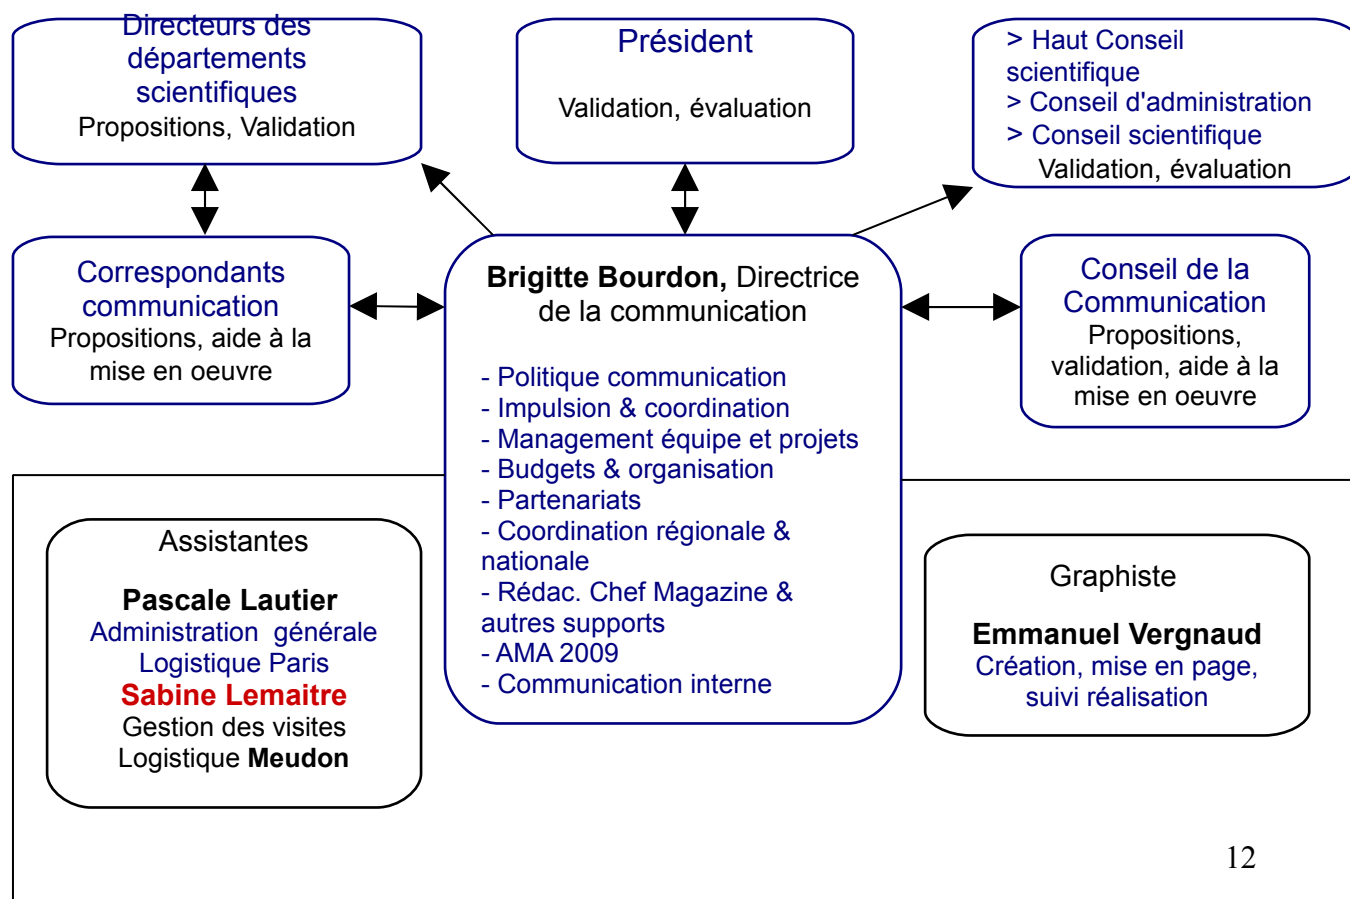 Directeurs des
départements
scientifiques
Propositions, Validation
Président
Validation, évaluation
> Haut Conseil
scientifique
> Conseil d'administration
> Conseil scientifique
Validation, évaluation
Correspondants
communication
Propositions, aide à la
mise en oeuvre
Brigitte Bourdon, Directrice
de la communication
- Politique communication
- Impulsion & coordination
- Management équipe et projets
- Budgets & organisation
- Partenariats
- Coordination régionale &
nationale
- Rédac. Chef Magazine &
autres supports
- AMA 2009
- Communication interne
Conseil de la
Communication
Propositions,
validation, aide à la
mise en oeuvre
Assistantes
Pascale Lautier
Administration générale
Logistique Paris
Sabine Lemaitre
Gestion des visites
Logistique Meudon
Graphiste
Emmanuel Vergnaud
Création, mise en page,
suivi réalisation
12